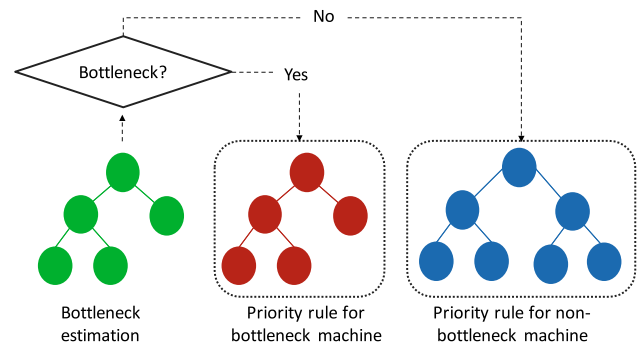 No
Bottleneck?
Yes
Bottleneck
estimation
Priority rule for
bottleneck machine
Priority rule for non-
bottleneck machine